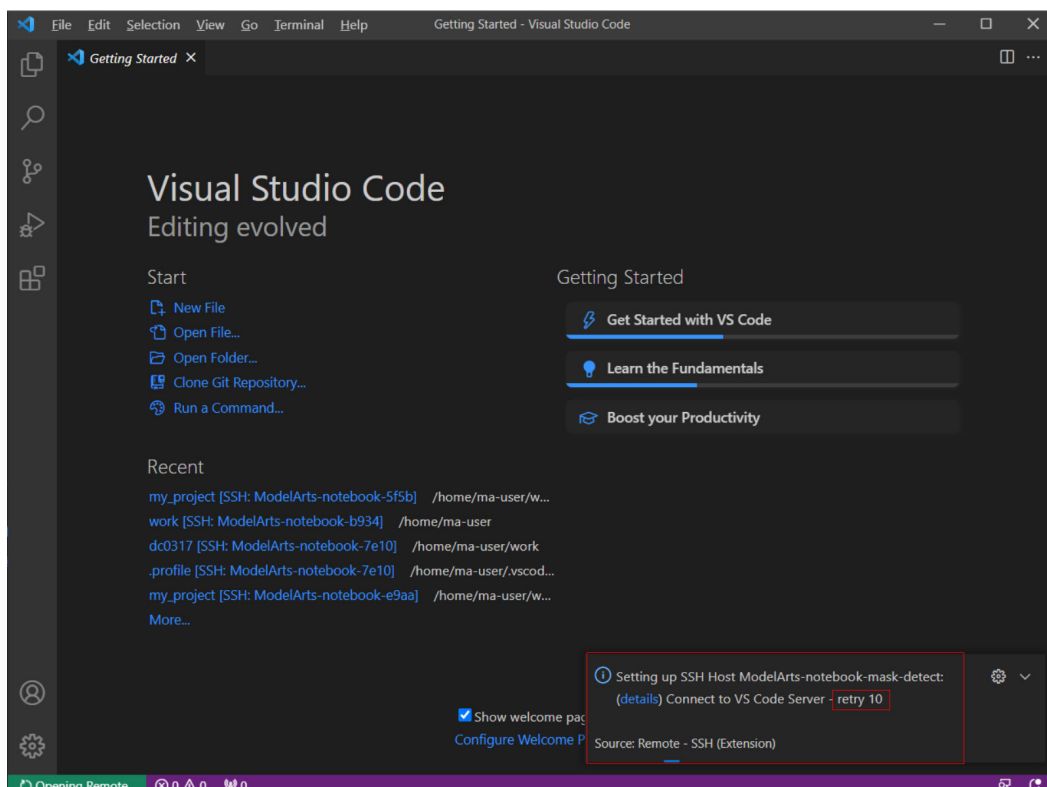 File Edit Selection View Go Terminal Help Getting Started - Visual Studio Code
Getting Started
Visual Studio Code
Editing evolved
Start
New File
Open File...
Open Folder...
Clone Git Repository...
Run a Command...
Getting Started
Get Started with VS Code
Learn the Fundamentals
Boost your Productivity
Recent
my_project [SSH: ModelArts-notebook-5f5b] /home/ma-user/w...
work [SSH: ModelArts-notebook-b934] /home/ma-user
dc0317 [SSH: ModelArts-notebook-7e10] /home/ma-user/work
.profile [SSH: ModelArts-notebook-7e10] /home/ma-user/.vscod...
my_project [SSH: ModelArts-notebook-e9aa] /home/ma-user/w...
More...
Setting up SSH Host ModelArts-notebook-mask-detect:
(details) Connect to VS Code Server - retry 10
Source: Remote - SSH (Extension)
Show welcome pag
Configure Welcome P
Opening Remote... 0 0 0